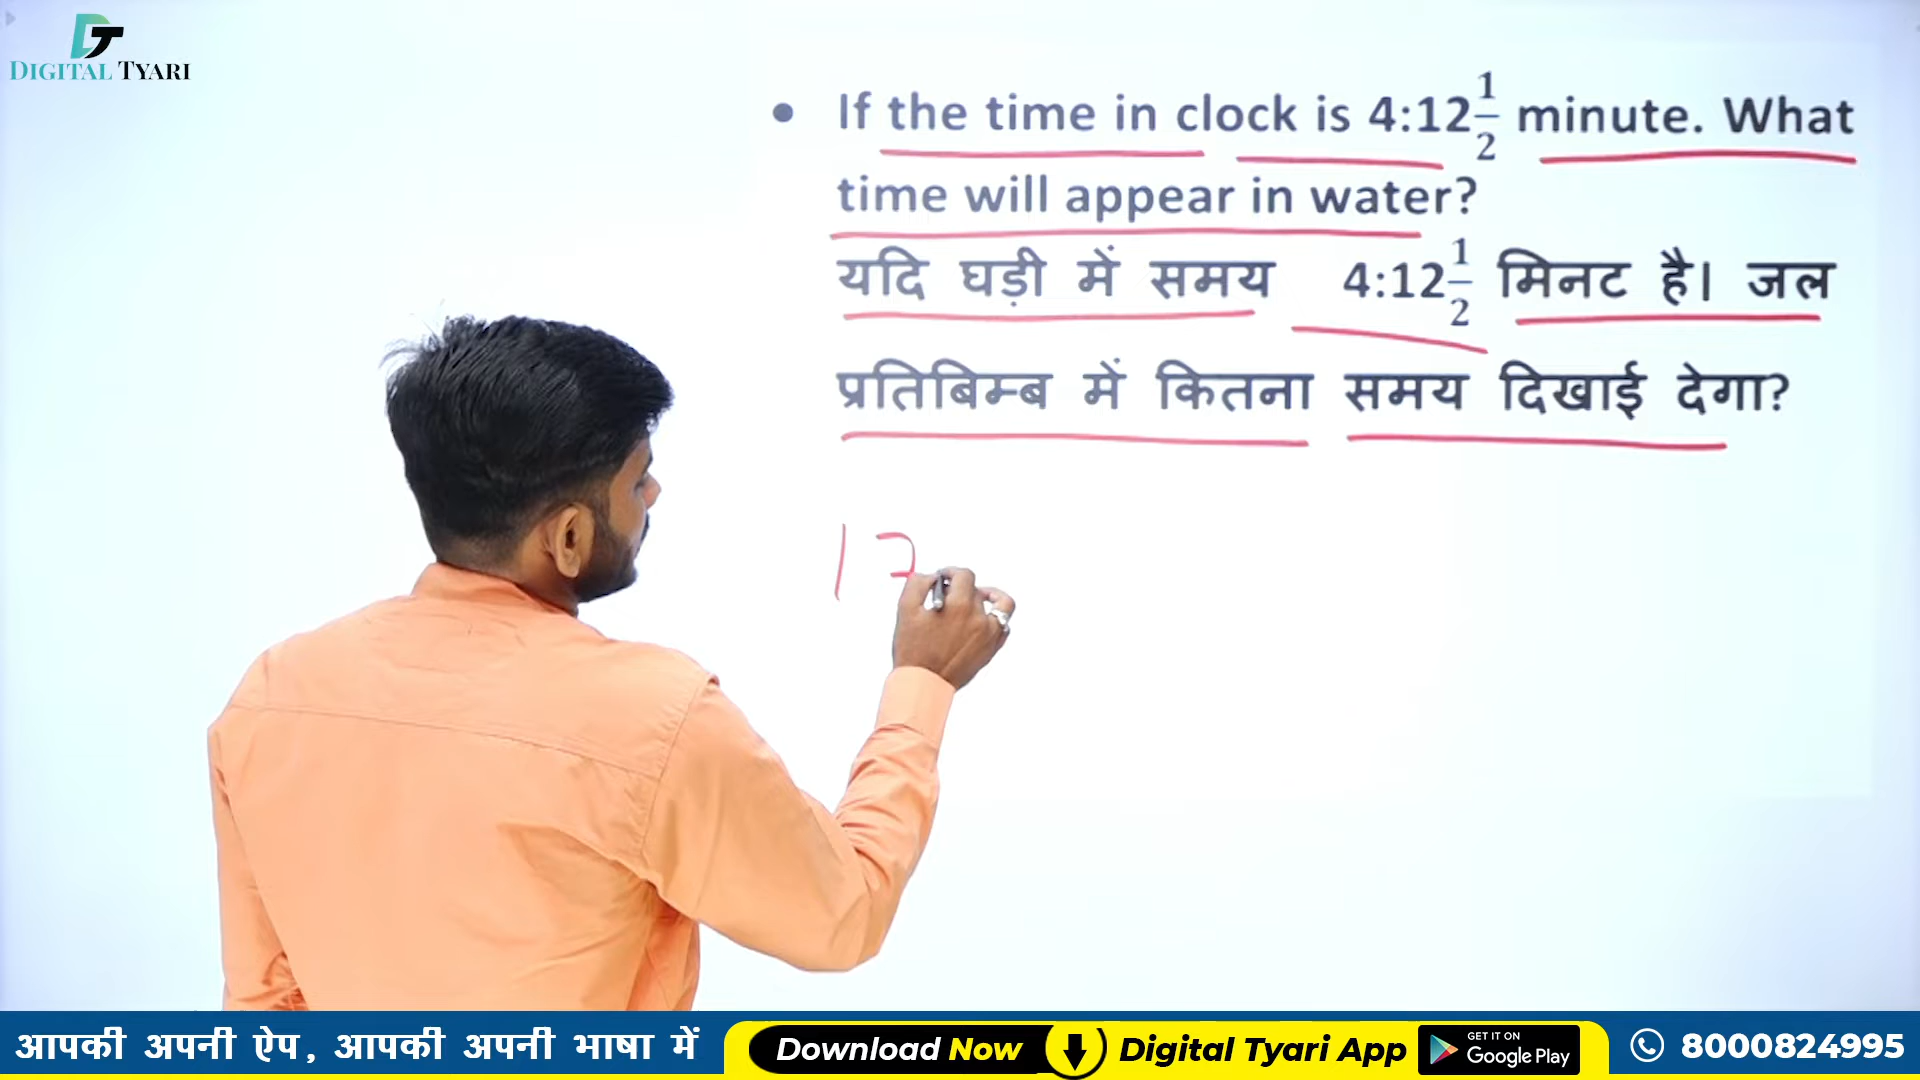 DT
DIGITAL TYARI
• If the time in clock is 4:12 1/2 minute. What
time will appear in water?
यदि घड़ी में समय 4:12 1/2 मिनट है। जल
प्रतिबिम्ब में कितना समय दिखाई देगा?
17
आपकी अपनी ऐप, आपकी अपनी भाषा में
Download Now
Digital Tyari App
GET IT ON
Google Play
8000824995